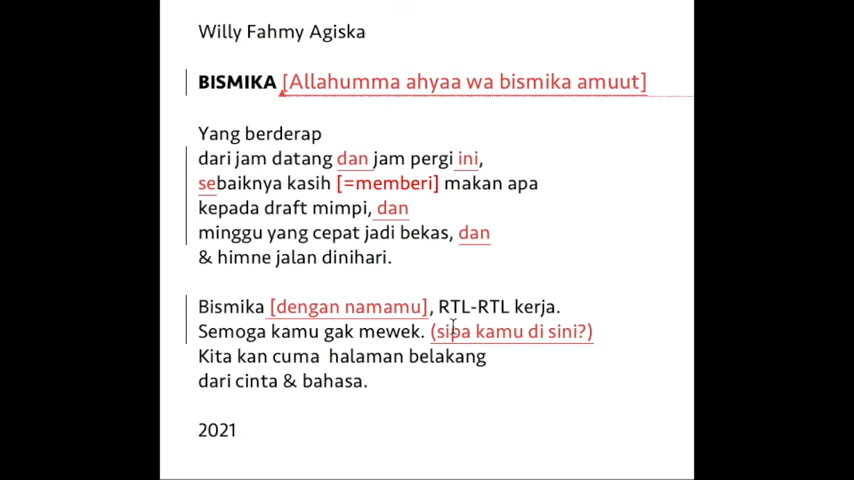 Willy Fahmy Agiska
BISMIKA [Allahumma ahyaa wa bismika amuut]
Yang berderap
dari jam datang dan jam pergi ini,
sebaiknya kasih [=memberi] makan apa
kepada draft mimpi, dan
minggu yang cepat jadi bekas, dan
& himne jalan dinihari.
Bismika [dengan namamu], RTL-RTL kerja.
Semoga kamu gak mewek. (sipa kamu di sini?)
Kita kan cuma  halaman belakang
dari cinta & bahasa.
2021